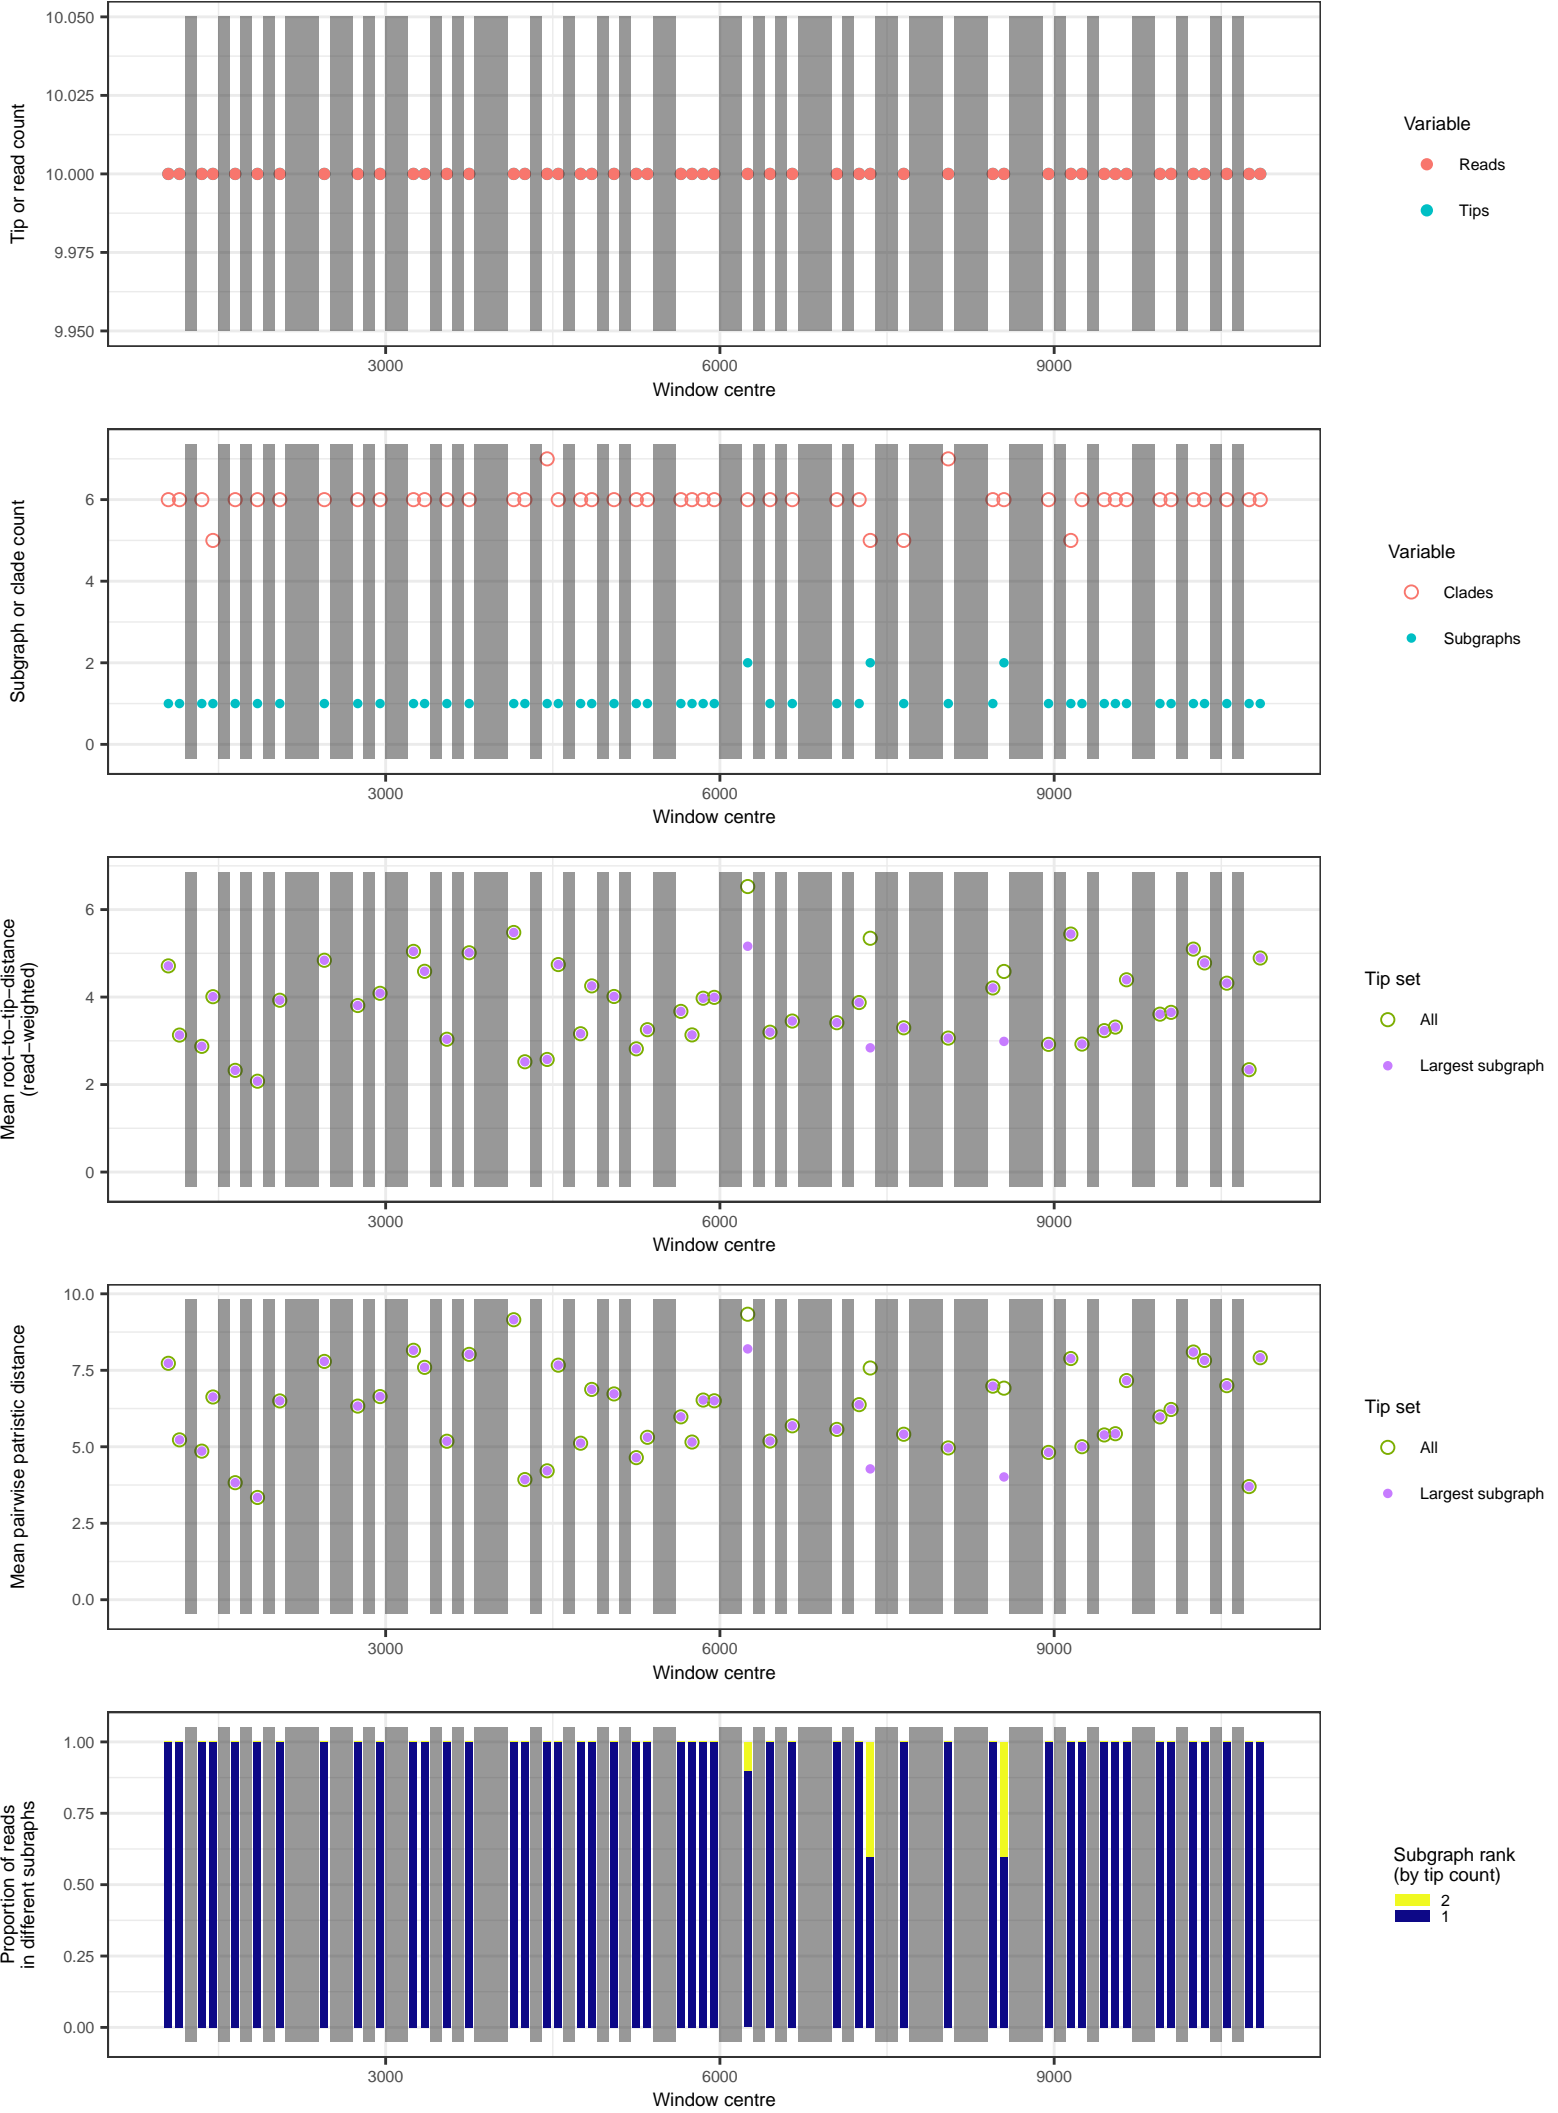 10.050
10.025
10.000
9.975
9.950
Tip or read count
3000
6000
9000
Window centre
Variable
Reads
Tips
6
4
2
0
Subgraph or clade count
3000
6000
9000
Window centre
Variable
Clades
Subgraphs
6
4
2
0
Mean root−to−tip−distance
(read−weighted)
3000
6000
9000
Window centre
Tip set
All
Largest subgraph
10.0
7.5
5.0
2.5
0.0
Mean pairwise patristic distance
3000
6000
9000
Window centre
Tip set
All
Largest subgraph
1.00
0.75
0.50
0.25
0.00
Proportion of reads
in different subraphs
3000
6000
9000
Window centre
Subgraph rank
(by tip count)
2
1